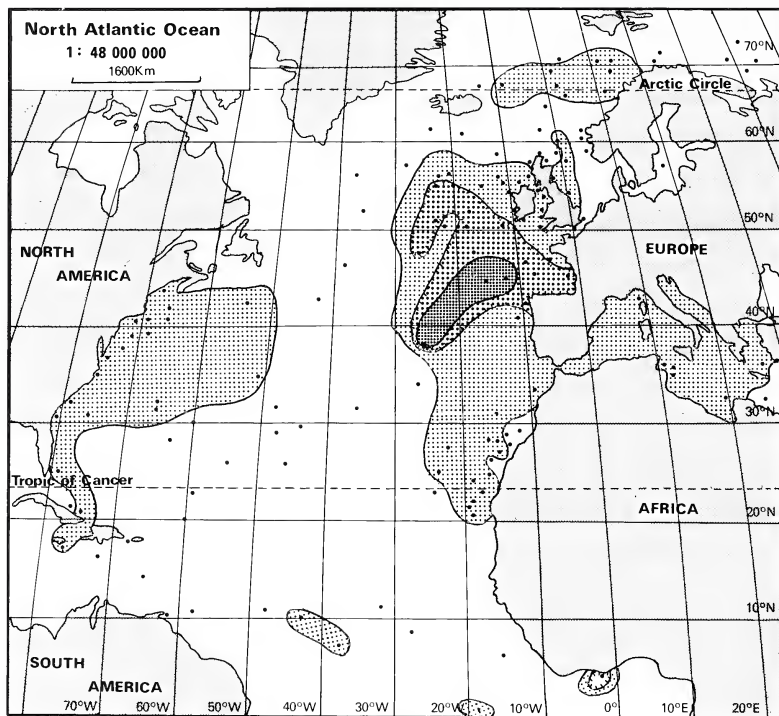 North Atlantic Ocean
1: 48 000 000
1600Km
70°N
Arctic Circle
60°N
50°N
NORTH
AMERICA
EUROPE
40°N
30°N
Tropic of Cancer
AFRICA
20°N
10°N
SOUTH
AMERICA
70°W 60°W 50°W 40°W 30°W 20°W 10°W 0° 10°E 20°E